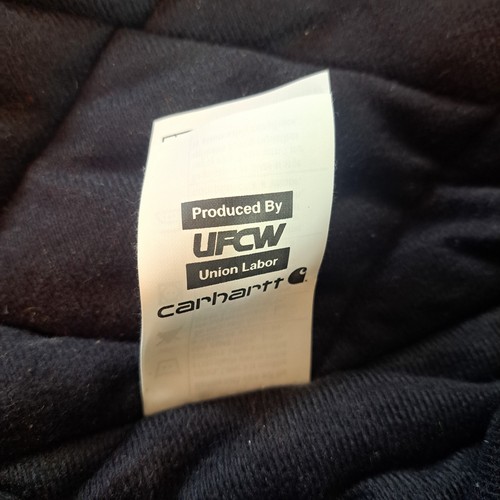 Produced By
UFCW
Union Labor
carhartt